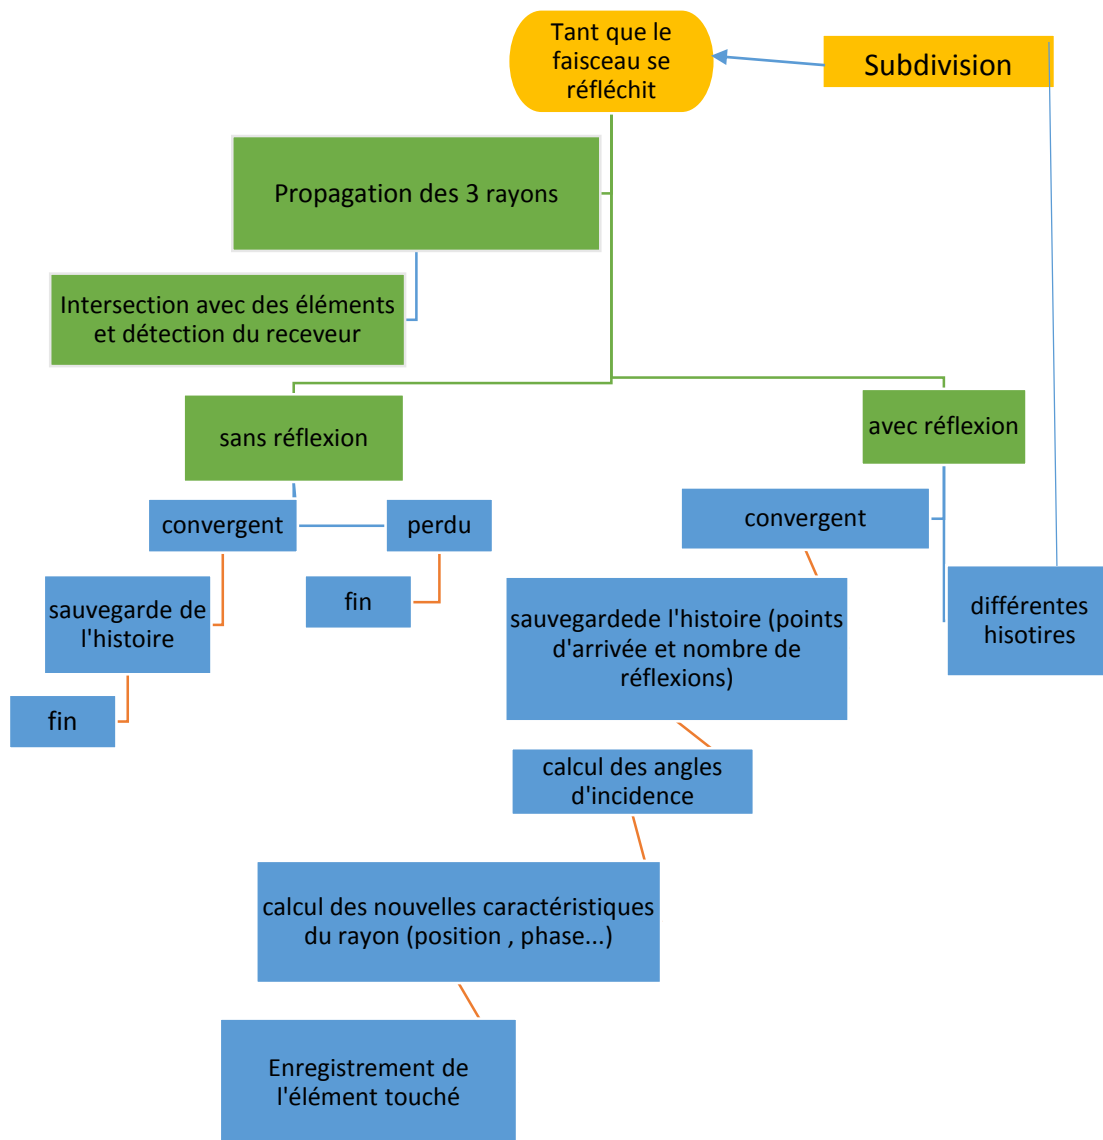 Tant que le
faisceau se
réfléchit
Subdivision
Propagation des 3 rayons
Intersection avec des éléments
et détection du receveur
sans réflexion
avec réflexion
convergent
perdu
convergent
sauvegarde de
l'histoire
fin
sauvegardede l'histoire (points
d'arrivée et nombre de
réflexions)
différentes
hisotires
fin
calcul des angles
d'incidence
calcul des nouvelles caractéristiques
du rayon (position , phase...)
Enregistrement de
l'élément touché